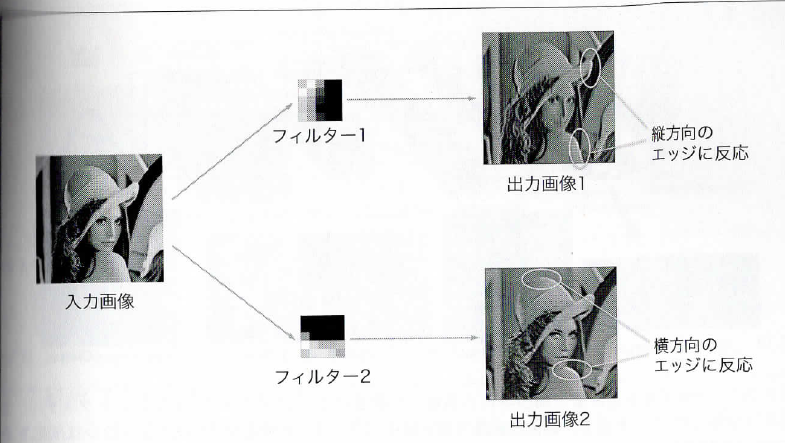 フィルター1
縦方向の
エッジに反応
出力画像1
入力画像
フィルター2
横方向の
エッジに反応
出力画像2